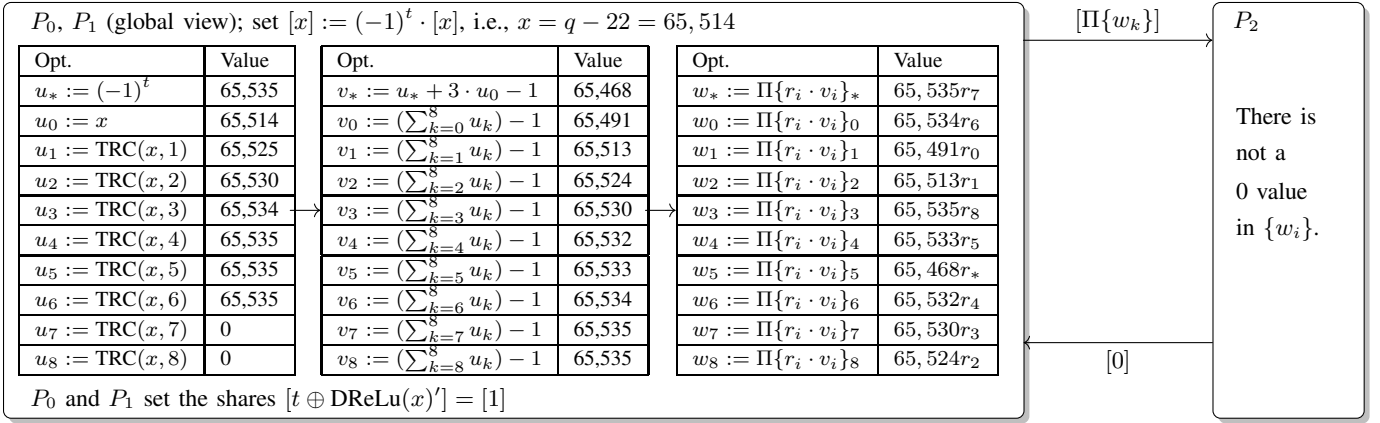 P₀, P₁ (global view); set [x] := (−1)ᵗ · [x], i.e., x = q − 22 = 65,514
Opt. Value
u∗ := (−1)ᵗ 65,535
u₀ := x 65,514
u₁ := TRC(x, 1) 65,525
u₂ := TRC(x, 2) 65,530
u₃ := TRC(x, 3) 65,534
u₄ := TRC(x, 4) 65,535
u₅ := TRC(x, 5) 65,535
u₆ := TRC(x, 6) 65,535
u₇ := TRC(x, 7) 0
u₈ := TRC(x, 8) 0
Opt. Value
v∗ := u∗ + 3 · u₀ − 1 65,468
v₀ := (∑⁸ₖ₌₀ uₖ) − 1 65,491
v₁ := (∑⁸ₖ₌₁ uₖ) − 1 65,513
v₂ := (∑⁸ₖ₌₂ uₖ) − 1 65,524
v₃ := (∑⁸ₖ₌₃ uₖ) − 1 65,530
v₄ := (∑⁸ₖ₌₄ uₖ) − 1 65,532
v₅ := (∑⁸ₖ₌₅ uₖ) − 1 65,533
v₆ := (∑⁸ₖ₌₆ uₖ) − 1 65,534
v₇ := (∑⁸ₖ₌₇ uₖ) − 1 65,535
v₈ := (∑⁸ₖ₌₈ uₖ) − 1 65,535
Opt. Value
w∗ := Π{rᵢ · vᵢ}∗ 65,535r₇
w₀ := Π{rᵢ · vᵢ}₀ 65,534r₆
w₁ := Π{rᵢ · vᵢ}₁ 65,491r₀
w₂ := Π{rᵢ · vᵢ}₂ 65,513r₁
w₃ := Π{rᵢ · vᵢ}₃ 65,535r₈
w₄ := Π{rᵢ · vᵢ}₄ 65,533r₅
w₅ := Π{rᵢ · vᵢ}₅ 65,468r∗
w₆ := Π{rᵢ · vᵢ}₆ 65,532r₄
w₇ := Π{rᵢ · vᵢ}₇ 65,530r₃
w₈ := Π{rᵢ · vᵢ}₈ 65,524r₂
P₀ and P₁ set the shares [t ⊕ DReLu(x)′] = [1]
[Π{wₖ}]
[0]
P₂
There is
not a
0 value
in {wᵢ}.